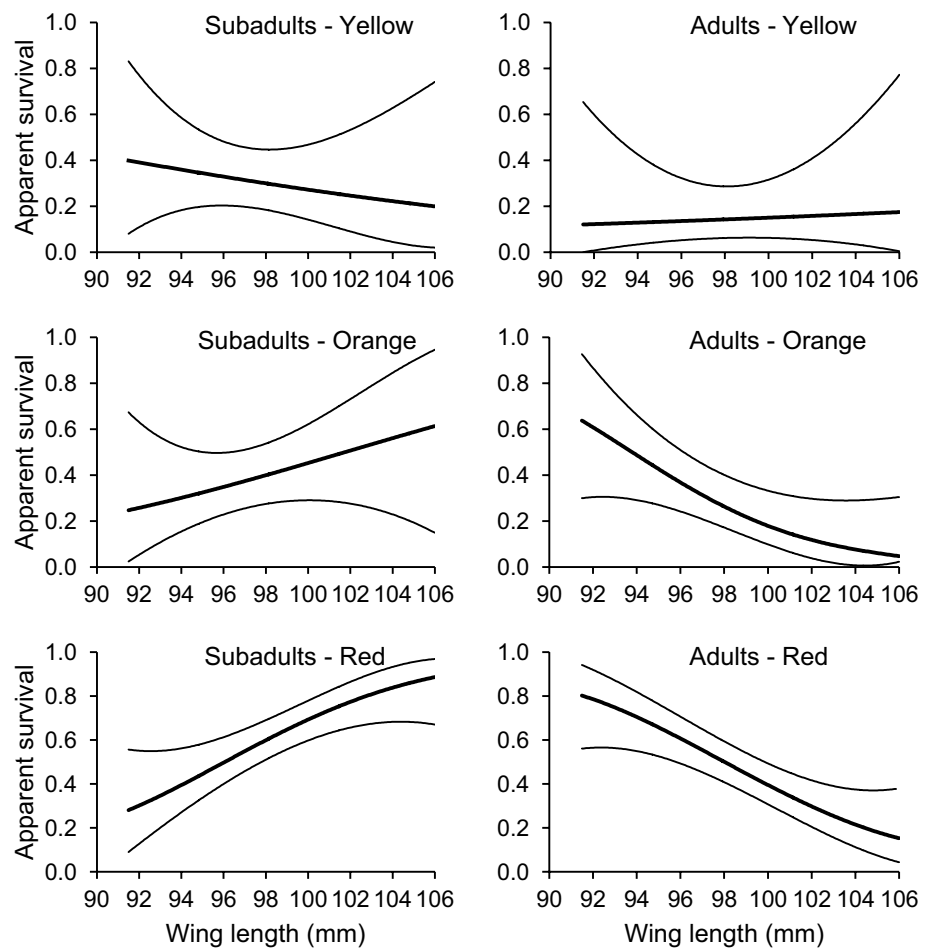 Subadults - Yellow
Apparent survival
1.0
0.8
0.6
0.4
0.2
0.0
90 92 94 96 98 100 102 104 106
Adults - Yellow
1.0
0.8
0.6
0.4
0.2
0.0
90 92 94 96 98 100 102 104 106
Subadults - Orange
Apparent survival
1.0
0.8
0.6
0.4
0.2
0.0
90 92 94 96 98 100 102 104 106
Adults - Orange
1.0
0.8
0.6
0.4
0.2
0.0
90 92 94 96 98 100 102 104 106
Subadults - Red
Apparent survival
1.0
0.8
0.6
0.4
0.2
0.0
90 92 94 96 98 100 102 104 106
Wing length (mm)
Adults - Red
1.0
0.8
0.6
0.4
0.2
0.0
90 92 94 96 98 100 102 104 106
Wing length (mm)